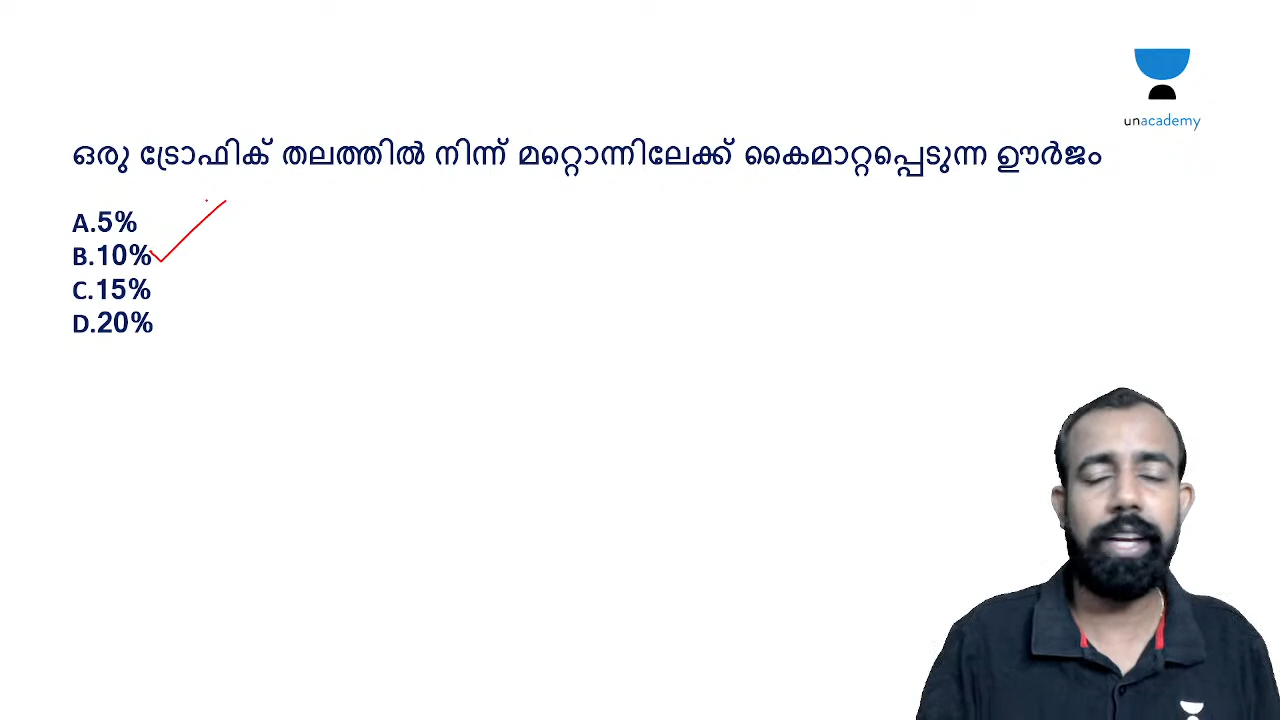 unacademy
ഒരു ട്രോഫിക് തലത്തിൽ നിന്ന് മറ്റൊന്നിലേക്ക് കൈമാറ്റപ്പെടുന്ന ഊർജം
A.5%
B.10%
C.15%
D.20%